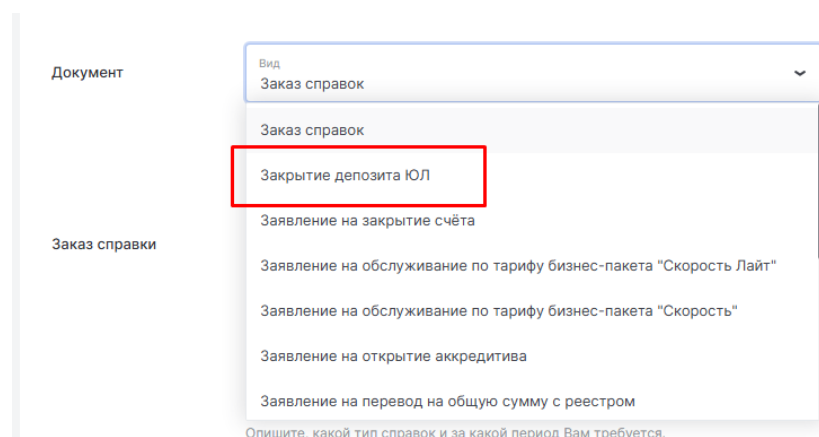 Документ
Вид
Заказ справок
Заказ справок
Закрытие депозита ЮЛ
Заявление на закрытие счёта
Заказ справки
Заявление на обслуживание по тарифу бизнес-пакета "Скорость Лайт"
Заявление на обслуживание по тарифу бизнес-пакета "Скорость"
Заявление на открытие аккредитива
Заявление на перевод на общую сумму с реестром
Опишите, какой тип справок и за какой период Вам требуется.